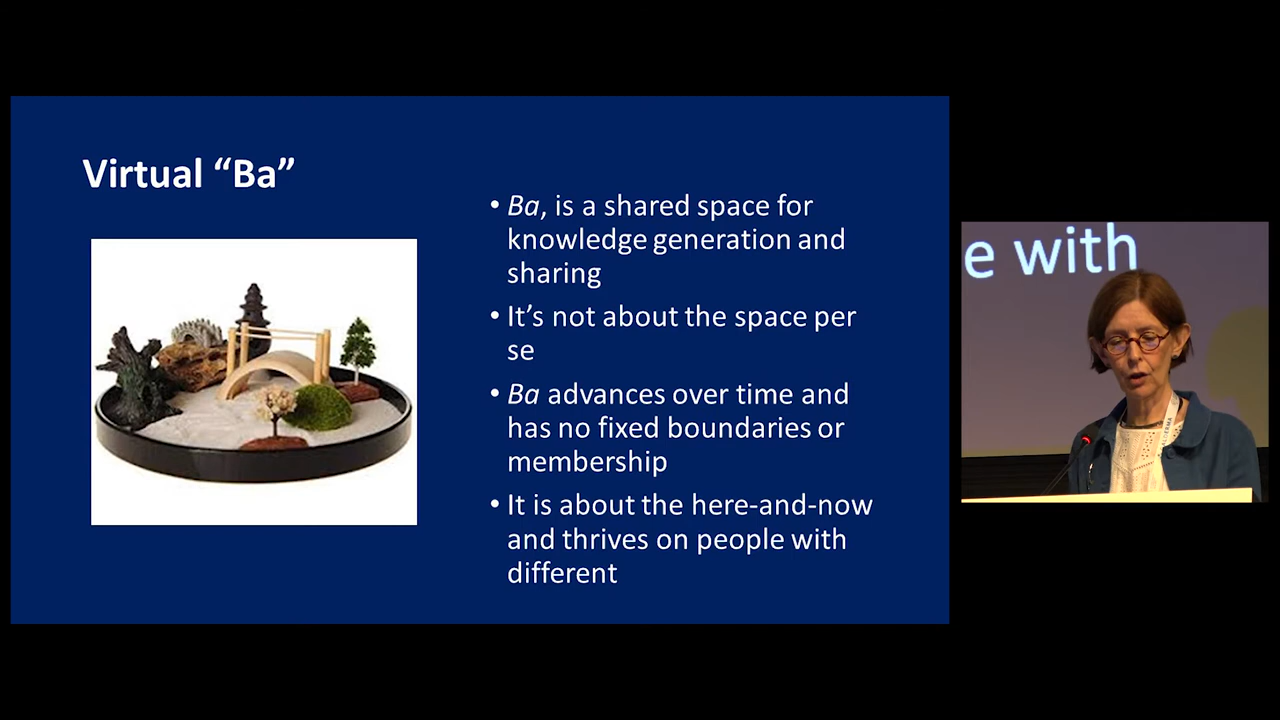 Virtual “Ba”
• Ba, is a shared space for
knowledge generation and
sharing
• It’s not about the space per
se
• Ba advances over time and
has no fixed boundaries or
membership
• It is about the here-and-now
and thrives on people with
different
e with